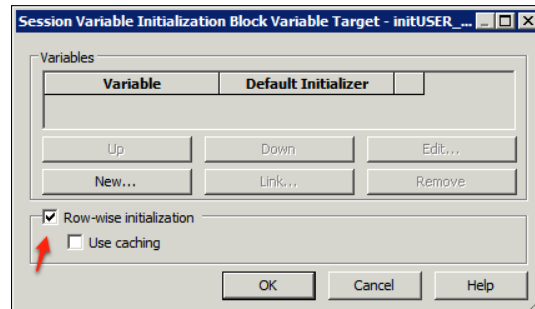 Session Variable Initialization Block Variable Target - initUSER_...
Variables
Variable Default Initializer
Up Down Edit...
New... Link... Remove
Row-wise initialization
Use caching
OK Cancel Help